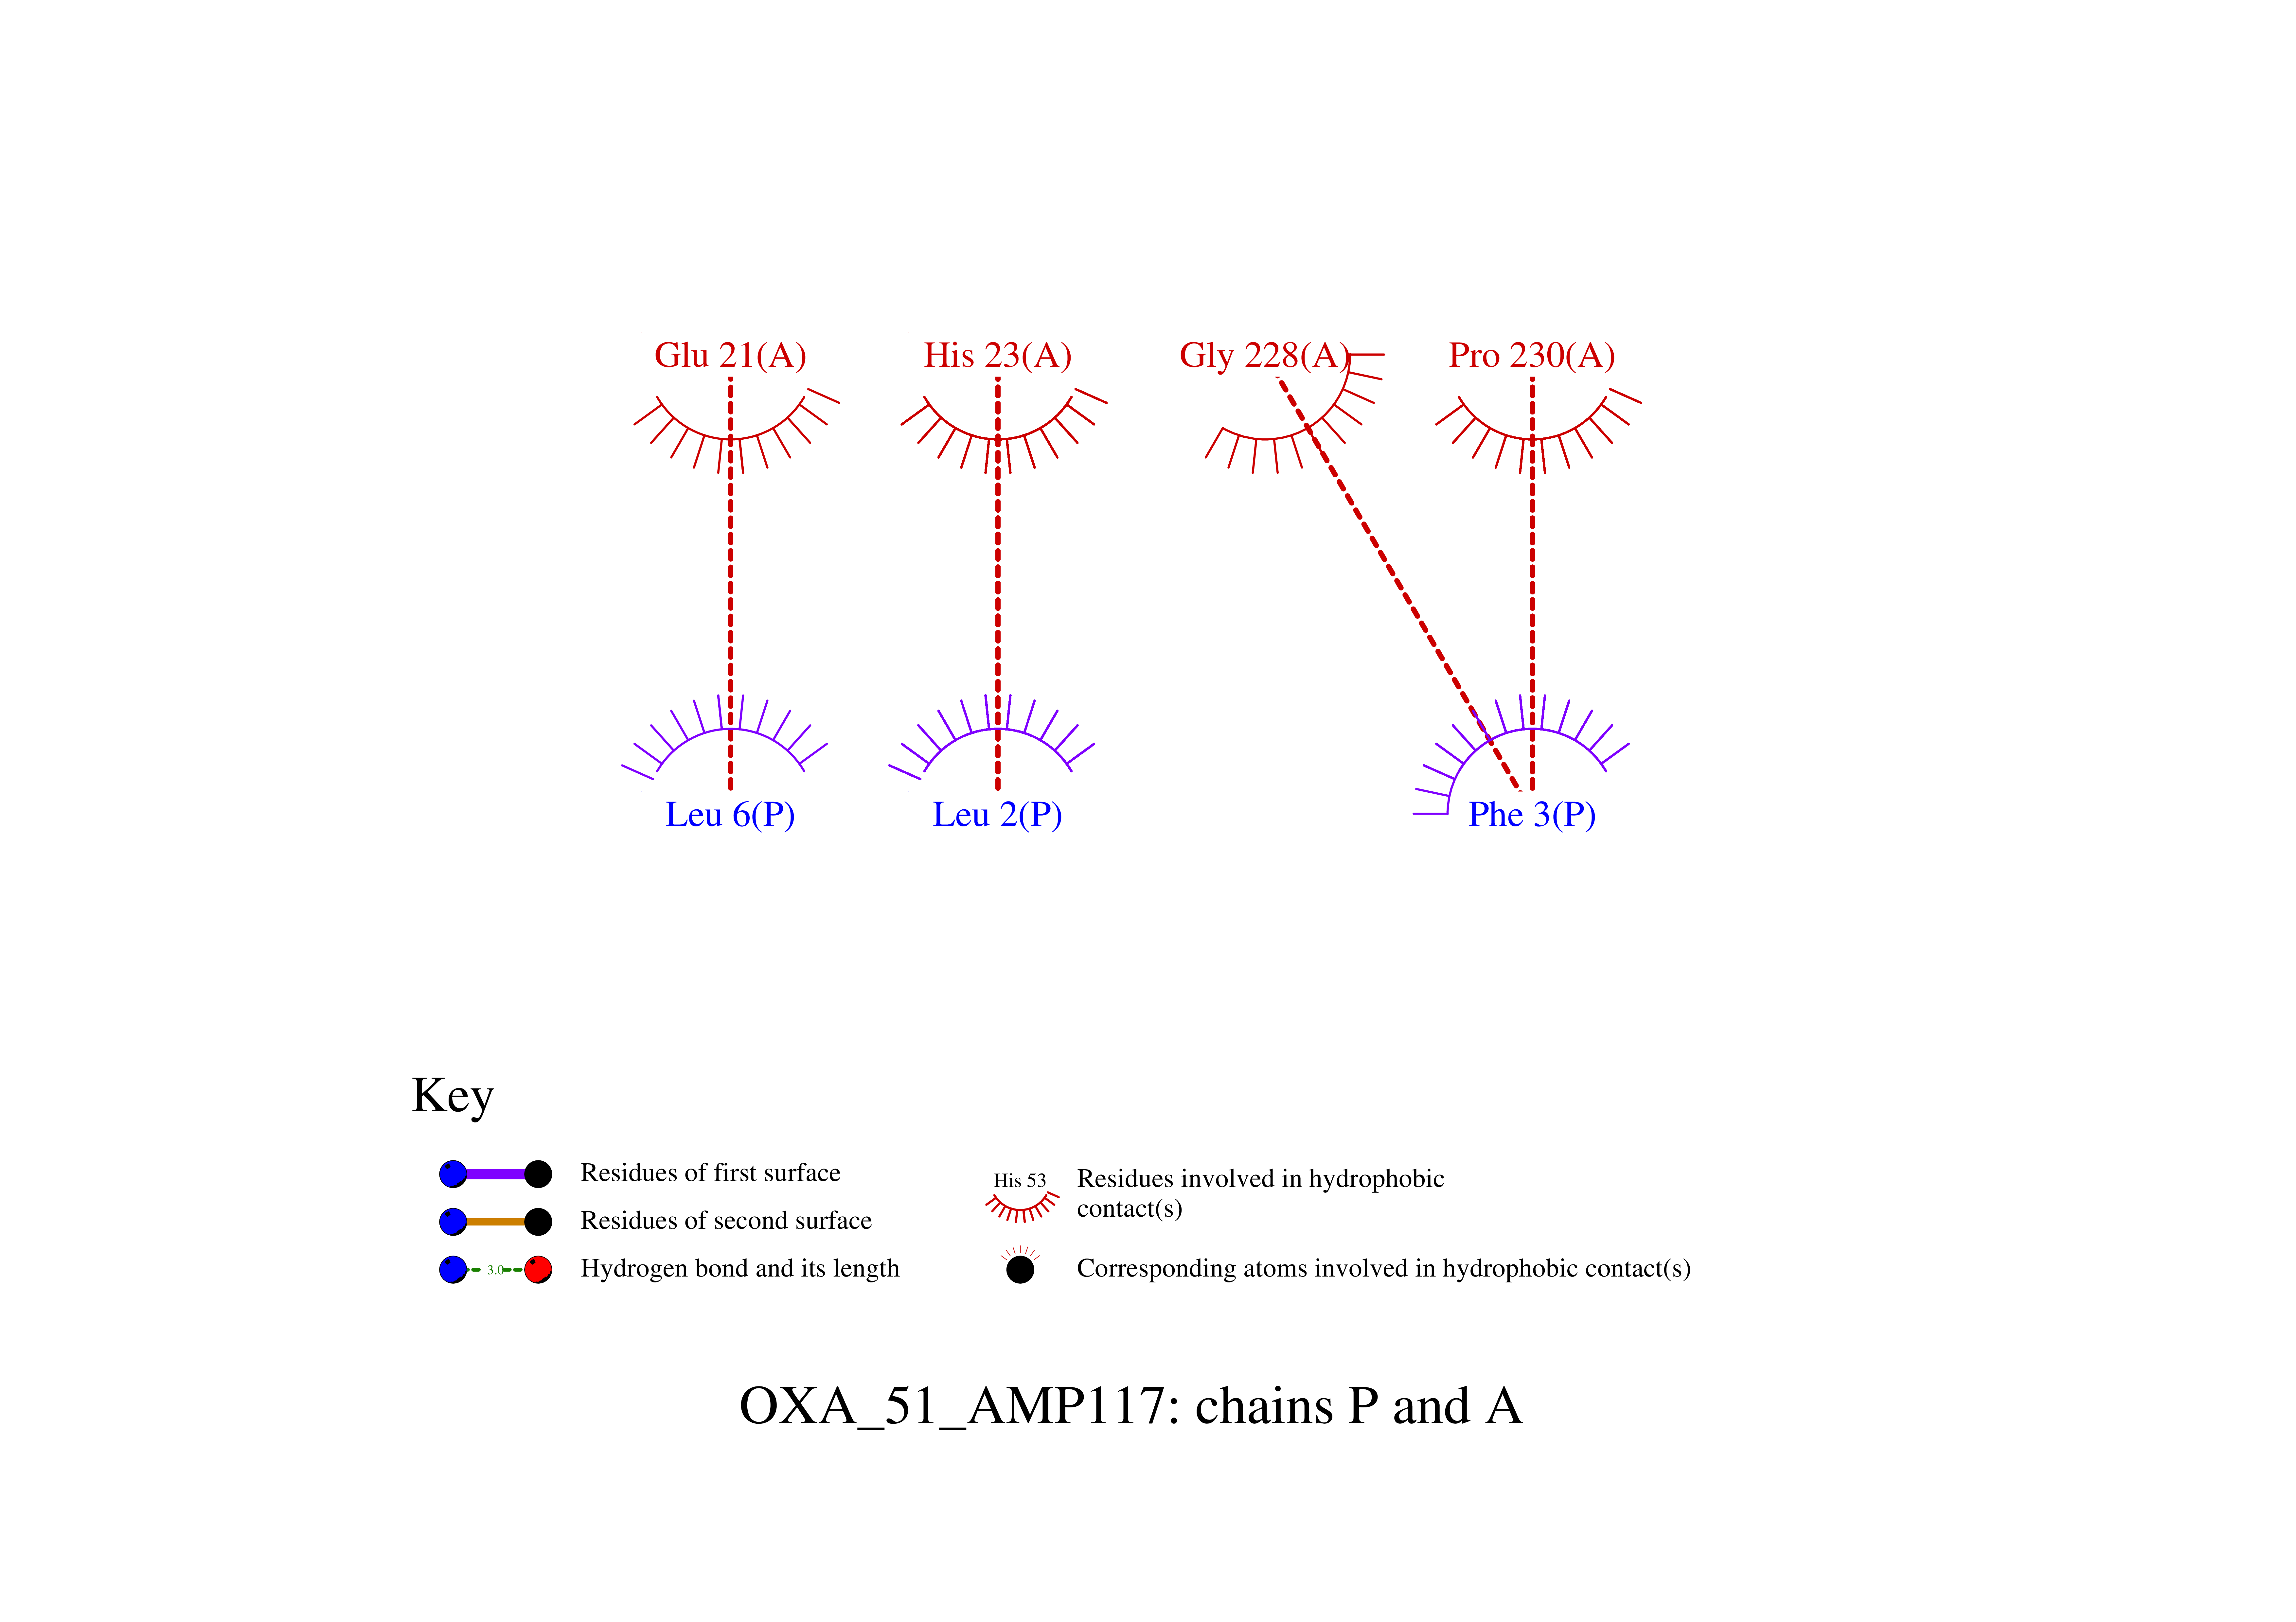 Glu 21(A) His 23(A) Gly 228(A) Pro 230(A)
Leu 6(P) Leu 2(P) Phe 3(P)
Key
Residues of first surface
Residues of second surface
3.0 Hydrogen bond and its length
His 53 Residues involved in hydrophobic
contact(s)
Corresponding atoms involved in hydrophobic contact(s)
OXA_51_AMP117: chains P and A